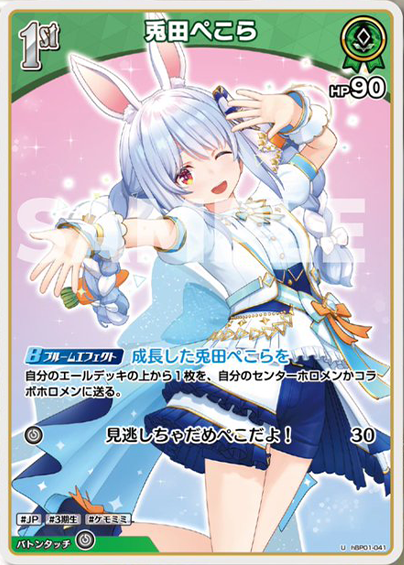 1st
兎田ぺこら
HP90
SAMPLE
Bブルームエフェクト 成長した兎田ぺこらを
自分のエールデッキの上から1枚を、自分のセンターホロメンかコラ
ボホロメンに送る。
見逃しちゃだめぺこだよ! 30
#JP #3期生 #ケモミミ
バトンタッチ
U hBP01-041